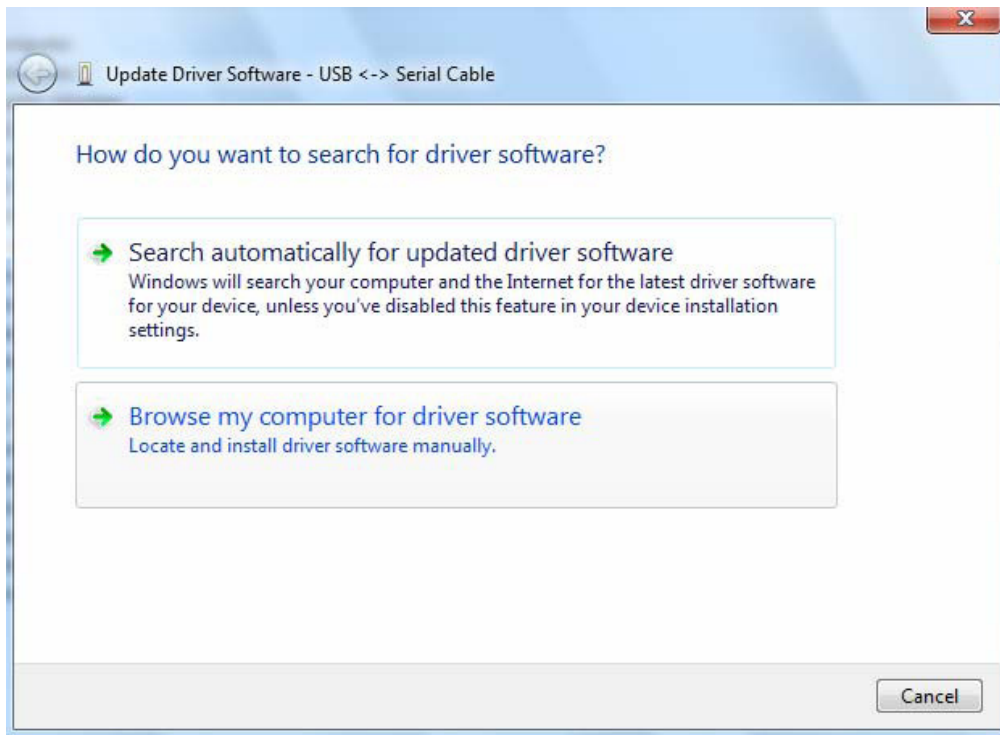 Update Driver Software - USB <-> Serial Cable
How do you want to search for driver software?
Search automatically for updated driver software
Windows will search your computer and the Internet for the latest driver software
for your device, unless you've disabled this feature in your device installation
settings.
Browse my computer for driver software
Locate and install driver software manually.
Cancel